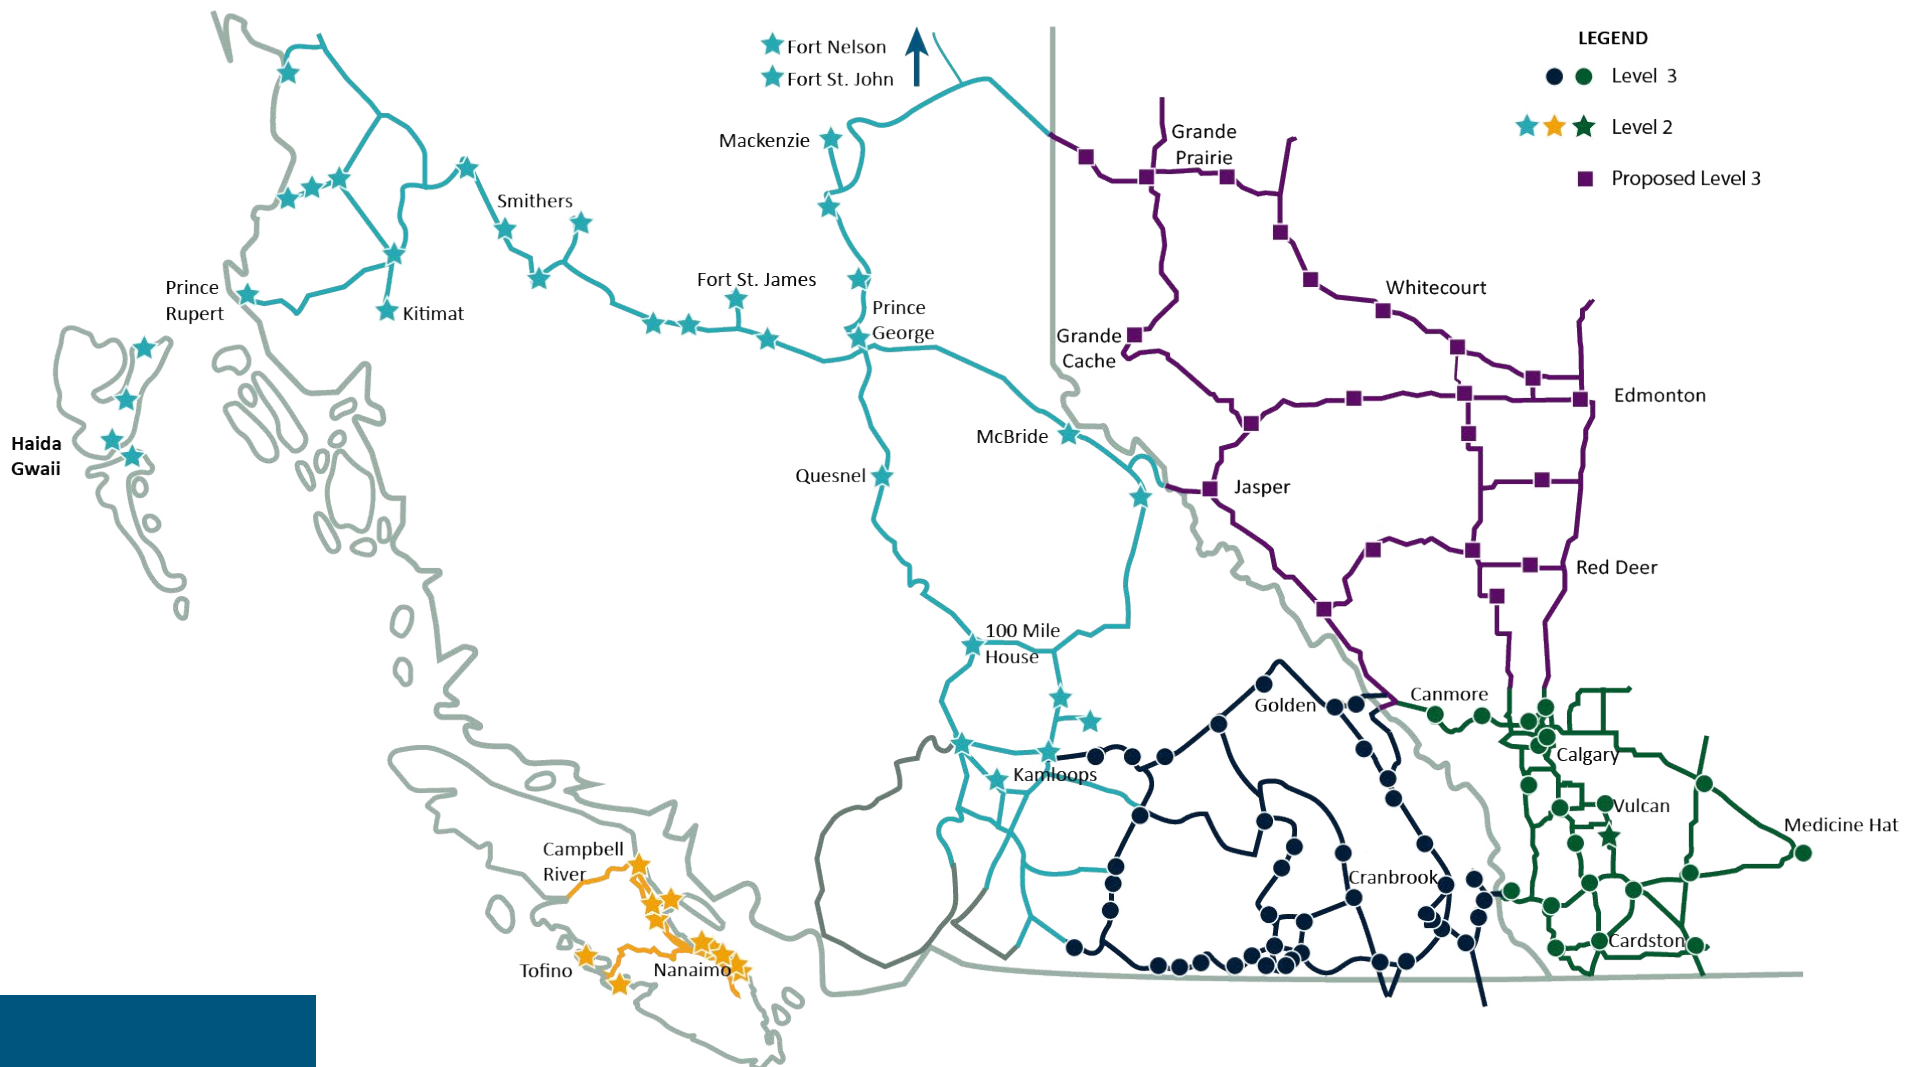 Fort Nelson
Fort St. John
LEGEND
Level 3
Level 2
Proposed Level 3
Mackenzie
Grande
Prairie
Smithers
Fort St. James
Prince
Rupert
Kitimat
Prince
George
Whitecourt
Grande
Cache
Edmonton
Haida
Gwaii
McBride
Quesnel
Jasper
Red Deer
100 Mile
House
Golden
Canmore
Calgary
Kamloops
Vulcan
Medicine Hat
Campbell
River
Cranbrook
Tofino
Nanaimo
Cardston